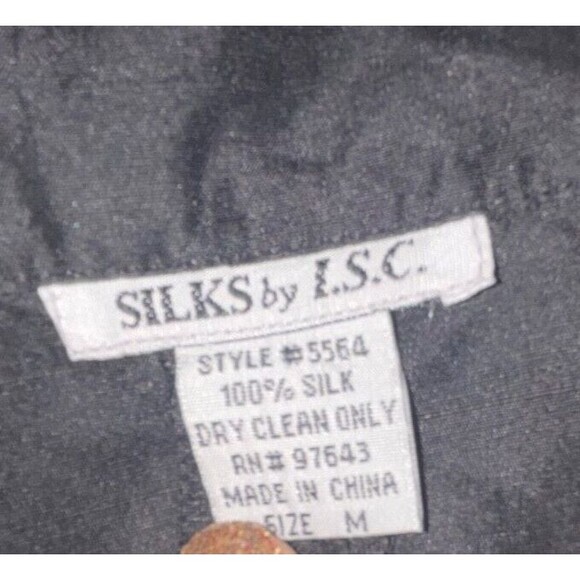 SILKS by I.S.C.
STYLE #5564
100% SILK
DRY CLEAN ONLY
RN# 97643
MADE IN CHINA
SIZE M